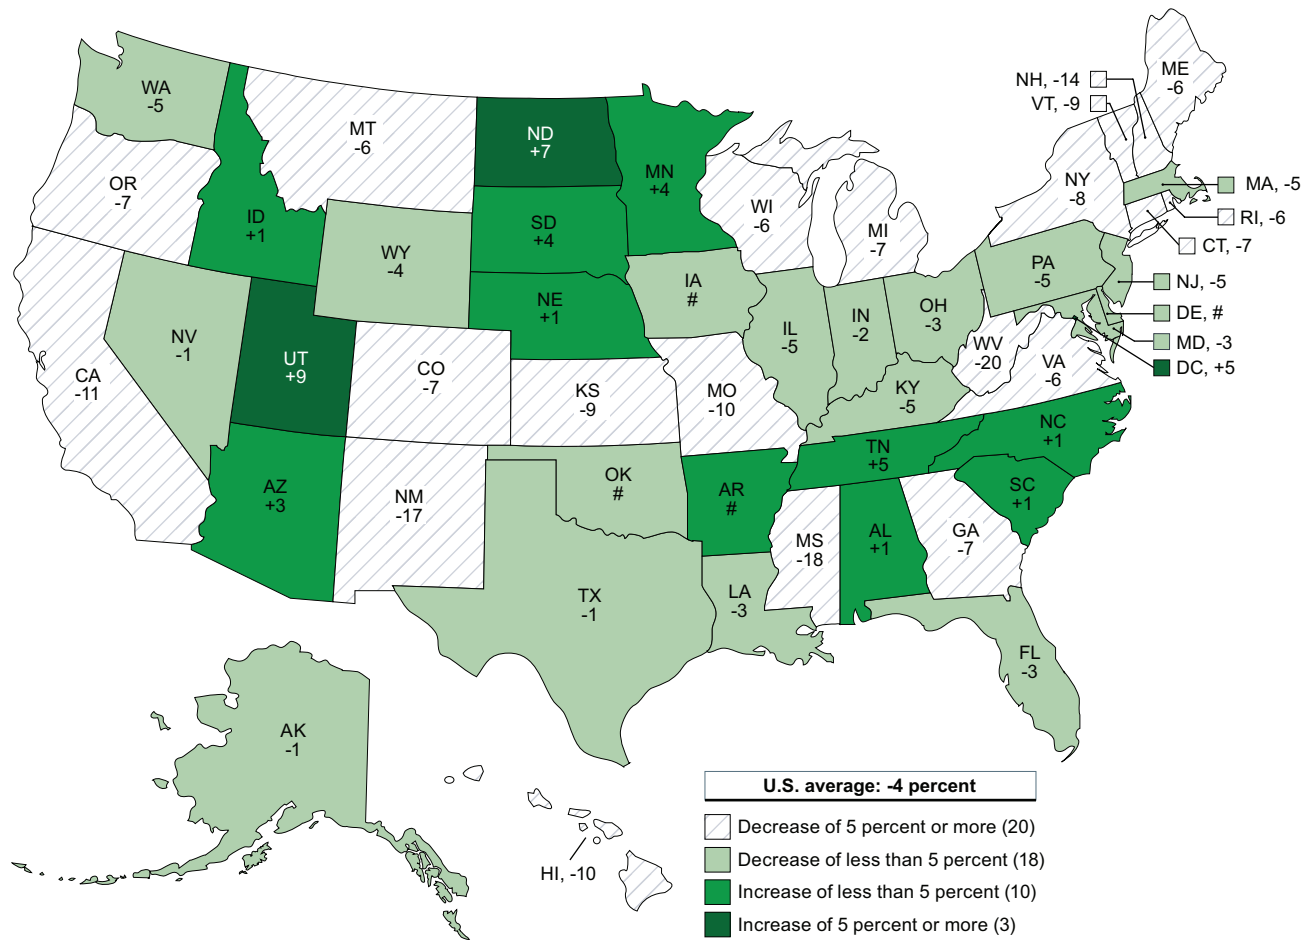 NH, -14
VT, -9
ME
-6
WA
-5
MT
-6
ND
+7
MN
+4
OR
-7
ID
+1
SD
+4
WI
-6
MI
-7
NY
-8
MA, -5
RI, -6
CT, -7
WY
-4
IA
#
PA
-5
NJ, -5
NE
+1
OH
-3
IN
-2
IL
-5
DE, #
MD, -3
DC, +5
NV
-1
UT
+9
CO
-7
CA
-11
KS
-9
MO
-10
WV
-20
VA
-6
KY
-5
NC
+1
TN
+5
AZ
+3
NM
-17
OK
#
AR
#
SC
+1
MS
-18
AL
+1
GA
-7
TX
-1
LA
-3
FL
-3
AK
-1
HI, -10
U.S. average: -4 percent
Decrease of 5 percent or more (20)
Decrease of less than 5 percent (18)
Increase of less than 5 percent (10)
Increase of 5 percent or more (3)